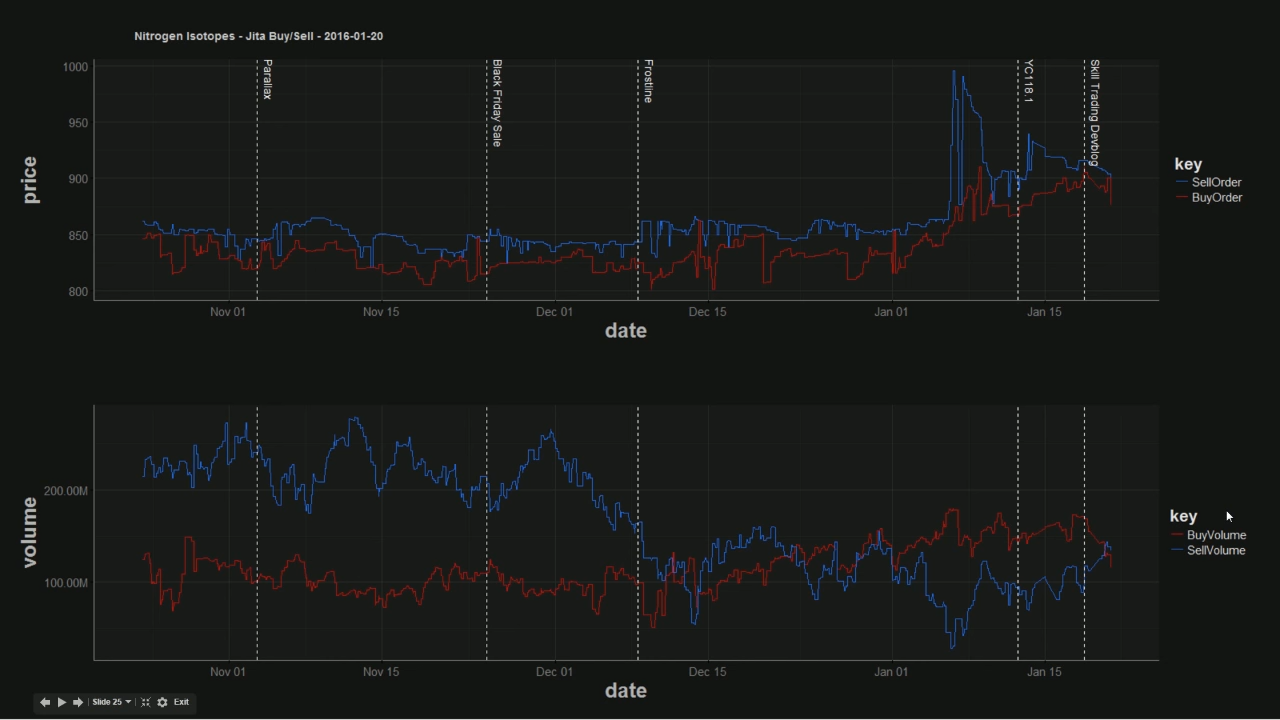 Nitrogen Isotopes - Jita Buy/Sell - 2016-01-20
1000
950
900
850
800
price
Parallax
Black Friday Sale
Frostline
YC118.1
Skill Trading Devblog
key
SellOrder
BuyOrder
Nov 01
Nov 15
Dec 01
Dec 15
Jan 01
Jan 15
date
200.00M
100.00M
volume
key
BuyVolume
SellVolume
Nov 01
Nov 15
Dec 01
Dec 15
Jan 01
Jan 15
date
Slide 25
Exit